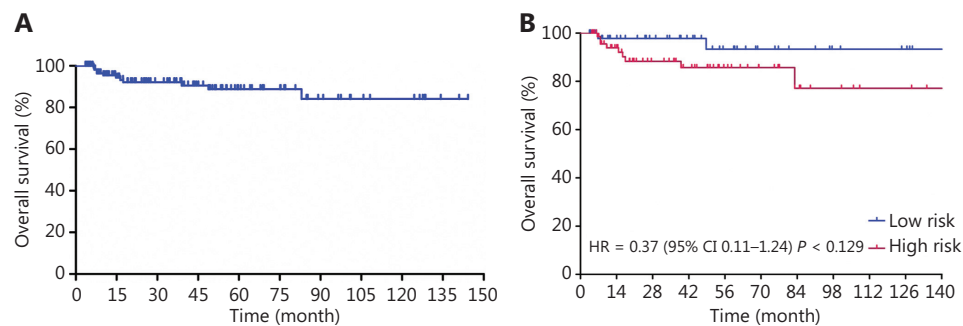 A
Overall survival (%)
100
80
60
40
20
0
0 15 30 45 60 75 90 105 120 135 150
Time (month)
B
Overall survival (%)
100
80
60
40
20
0
Low risk
High risk
HR = 0.37 (95% CI 0.11–1.24) P < 0.129
0 14 28 42 56 70 84 98 112 126 140
Time (month)